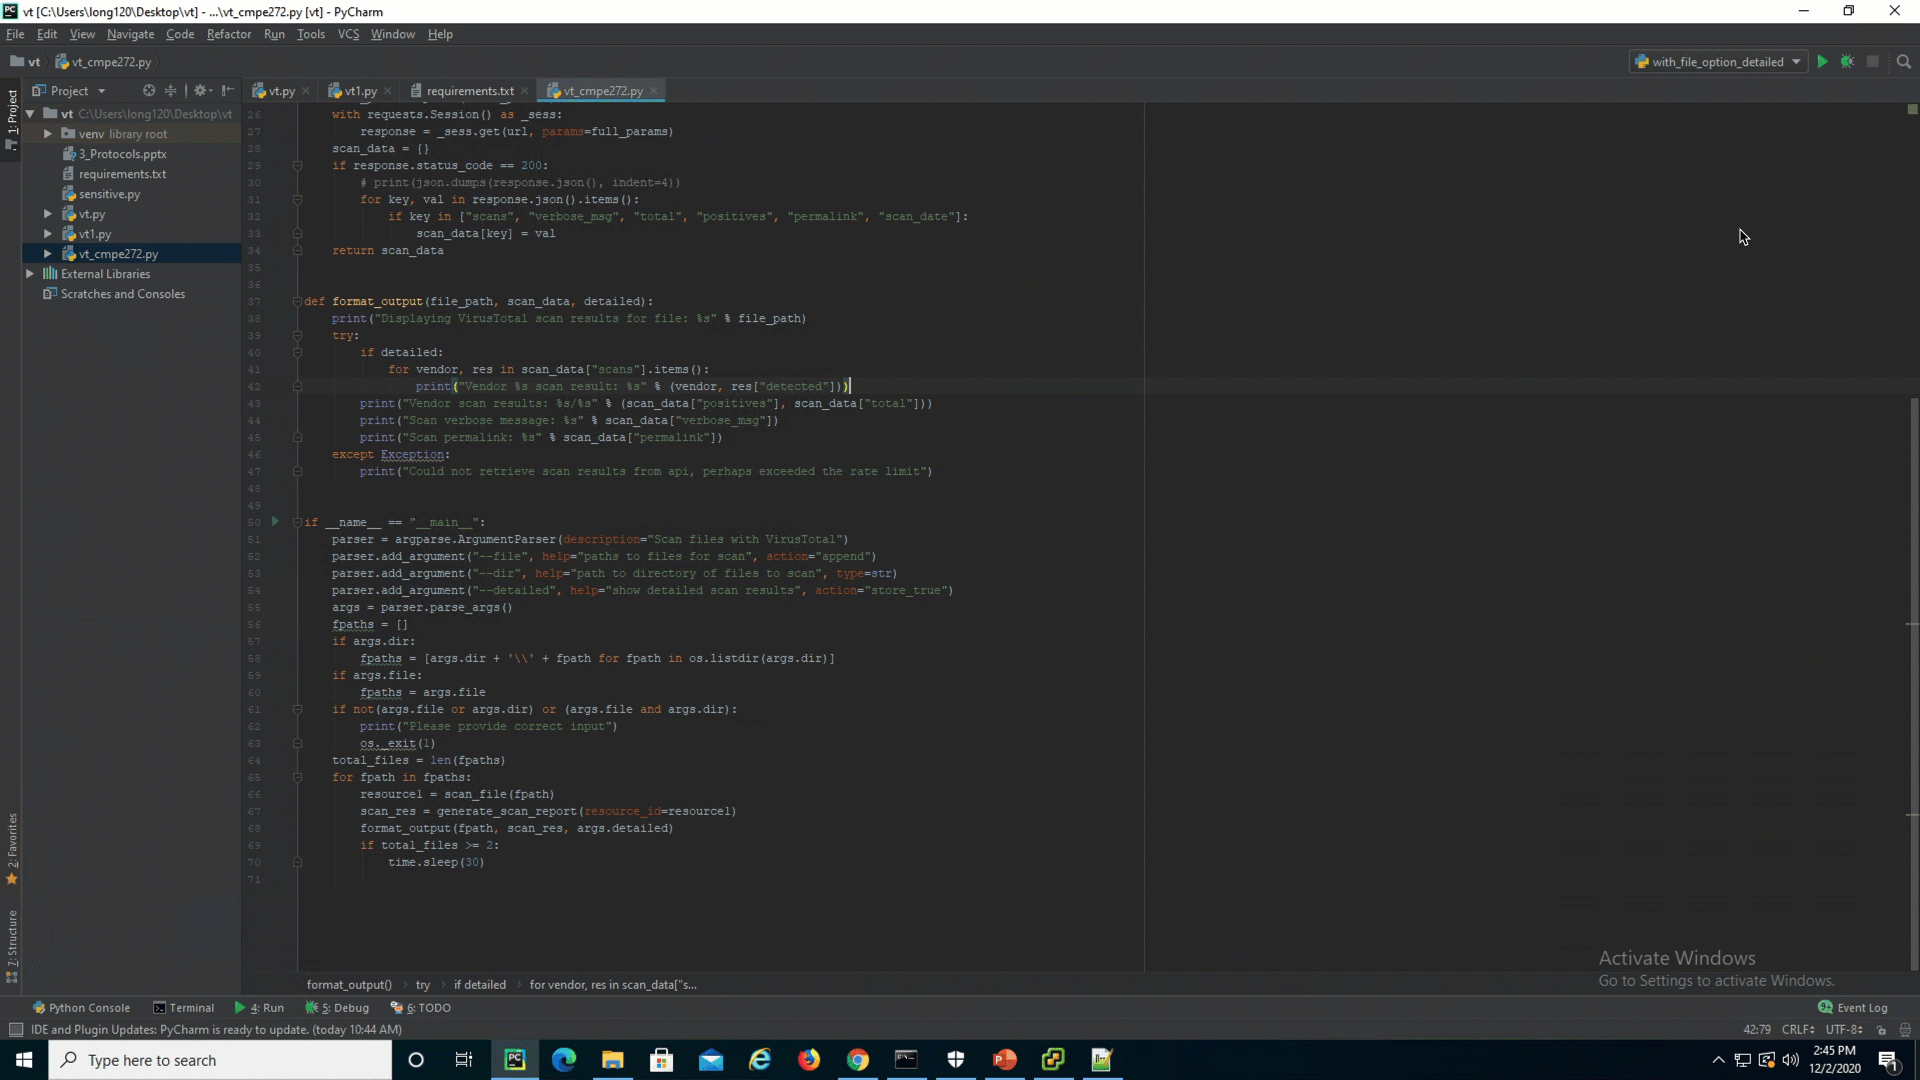 vt [C:\Users\long120\Desktop\vt] - ...\vt_cmpe272.py [vt] - PyCharm
File Edit View Navigate Code Refactor Run Tools VCS Window Help
vt vt_cmpe272.py with_file_option_detailed
Project vt.py vt1.py requirements.txt vt_cmpe272.py
1: Project
vt C:\Users\long120\Desktop\vt
venv library root
3_Protocols.pptx
requirements.txt
sensitive.py
vt.py
vt1.py
vt_cmpe272.py
External Libraries
Scratches and Consoles
2: Favorites
7: Structure
26 with requests.Session() as _sess:
27 response = _sess.get(url, params=full_params)
28 scan_data = {}
29 if response.status_code == 200:
30 # print(json.dumps(response.json(), indent=4))
31 for key, val in response.json().items():
32 if key in ["scans", "verbose_msg", "total", "positives", "permalink", "scan_date"]:
33 scan_data[key] = val
34 return scan_data
35
36
37 def format_output(file_path, scan_data, detailed):
38 print("Displaying VirusTotal scan results for file: %s" % file_path)
39 try:
40 if detailed:
41 for vendor, res in scan_data["scans"].items():
42 print("Vendor %s scan result: %s" % (vendor, res["detected"]))
43 print("Vendor scan results: %s/%s" % (scan_data["positives"], scan_data["total"]))
44 print("Scan verbose message: %s" % scan_data["verbose_msg"])
45 print("Scan permalink: %s" % scan_data["permalink"])
46 except Exception:
47 print("Could not retrieve scan results from api, perhaps exceeded the rate limit")
48
49
50 if __name__ == "__main__":
51 parser = argparse.ArgumentParser(description="Scan files with VirusTotal")
52 parser.add_argument("--file", help="paths to files for scan", action="append")
53 parser.add_argument("--dir", help="path to directory of files to scan", type=str)
54 parser.add_argument("--detailed", help="show detailed scan results", action="store_true")
55 args = parser.parse_args()
56 fpaths = []
57 if args.dir:
58 fpaths = [args.dir + '\\' + fpath for fpath in os.listdir(args.dir)]
59 if args.file:
60 fpaths = args.file
61 if not(args.file or args.dir) or (args.file and args.dir):
62 print("Please provide correct input")
63 os._exit(1)
64 total_files = len(fpaths)
65 for fpath in fpaths:
66 resource1 = scan_file(fpath)
67 scan_res = generate_scan_report(resource_id=resource1)
68 format_output(fpath, scan_res, args.detailed)
69 if total_files >= 2:
70 time.sleep(30)
71
Activate Windows
Go to Settings to activate Windows.
format_output() try if detailed for vendor, res in scan_data["s...
Python Console Terminal 4: Run 5: Debug 6: TODO Event Log
IDE and Plugin Updates: PyCharm is ready to update. (today 10:44 AM) 42:79 CRLF UTF-8
Type here to search
2:45 PM
12/2/2020
1